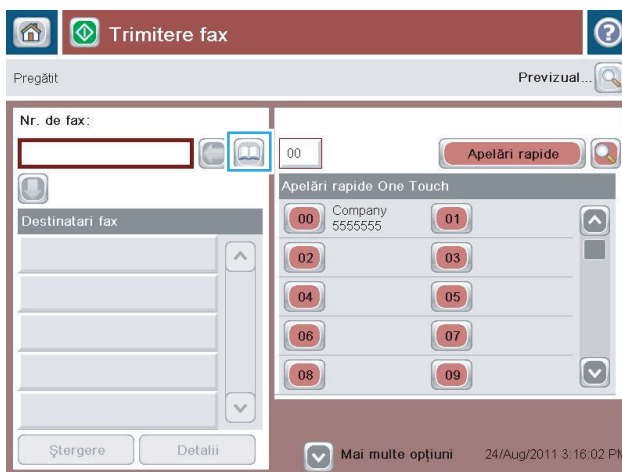 Trimitere fax
Pregătit
Previzual...
Nr. de fax:
00
Apelări rapide
Apelări rapide One Touch
Destinatari fax
00 Company 5555555 01
02 03
04 05
06 07
08 09
Ştergere Detalii
Mai multe opţiuni 24/Aug/2011 3:16:02 PM